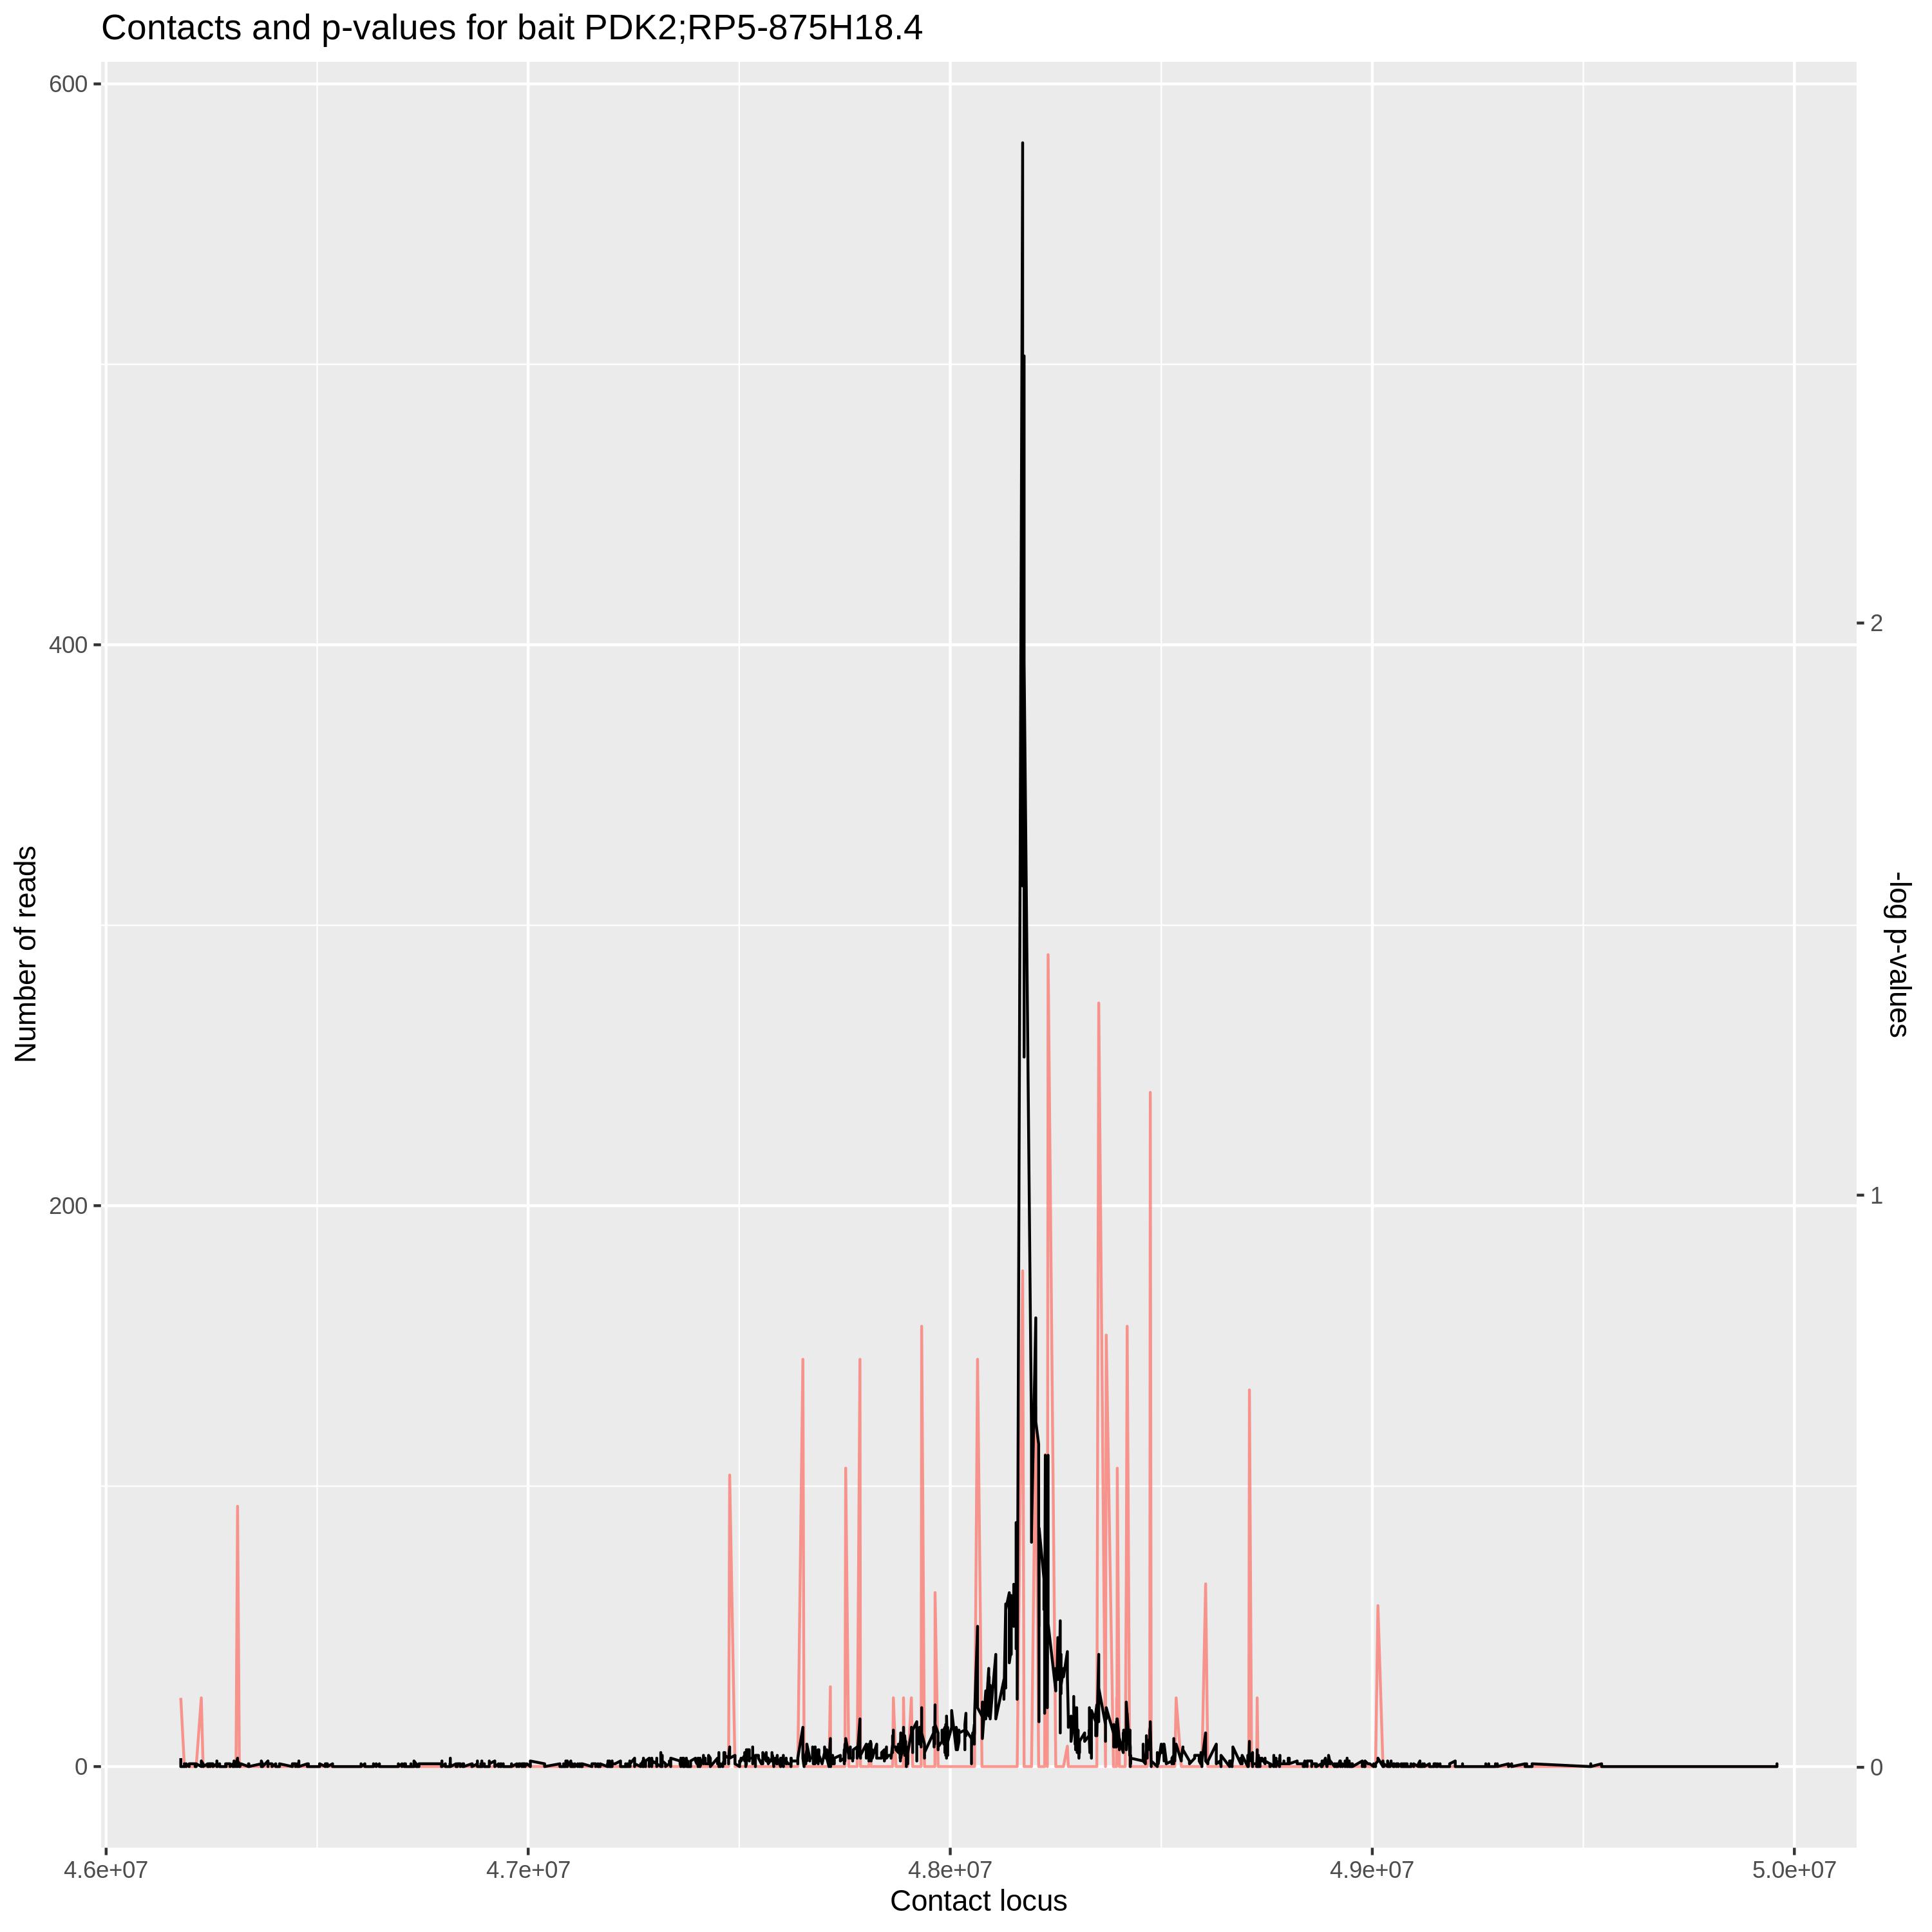 Contacts and p-values for bait PDK2;RP5-875H18.4
600
400
200
0
Number of reads
2
1
0
-log p-values
4.6e+07
4.7e+07
4.8e+07
4.9e+07
5.0e+07
Contact locus